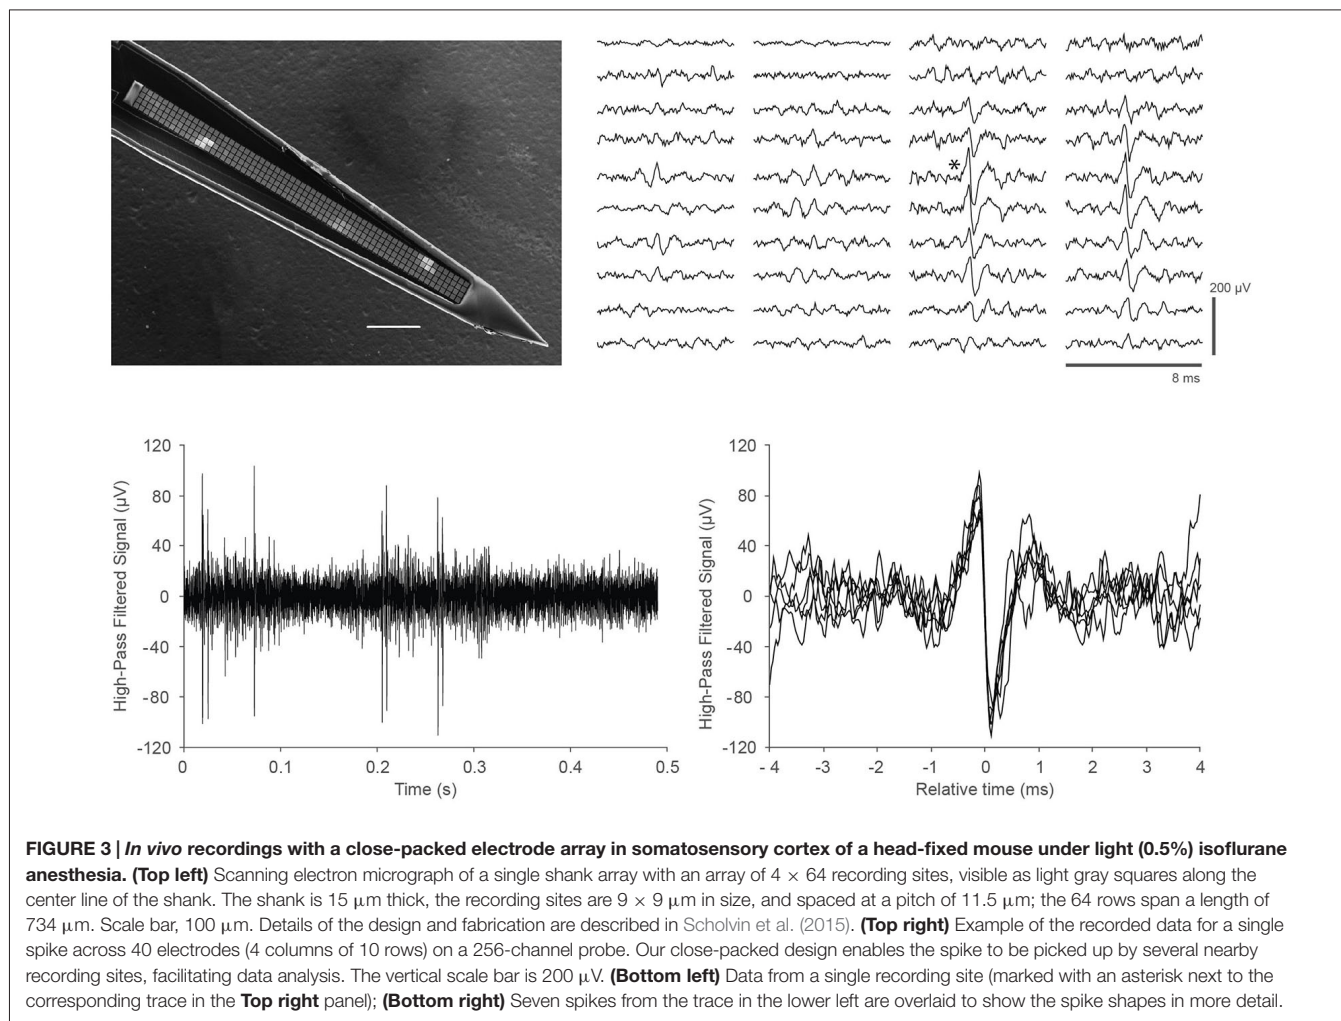 *
200 μV
8 ms
120
80
40
0
-40
-80
-120
High-Pass Filtered Signal (μV)
0
0.1
0.2
0.3
0.4
0.5
Time (s)
120
80
40
0
-40
-80
-120
High-Pass Filtered Signal (μV)
- 4
-3
-2
-1
0
1
2
3
4
Relative time (ms)
FIGURE 3 | In vivo recordings with a close-packed electrode array in somatosensory cortex of a head-fixed mouse under light (0.5%) isoflurane
anesthesia. (Top left) Scanning electron micrograph of a single shank array with an array of 4 × 64 recording sites, visible as light gray squares along the
center line of the shank. The shank is 15 μm thick, the recording sites are 9 × 9 μm in size, and spaced at a pitch of 11.5 μm; the 64 rows span a length of
734 μm. Scale bar, 100 μm. Details of the design and fabrication are described in Scholvin et al. (2015). (Top right) Example of the recorded data for a single
spike across 40 electrodes (4 columns of 10 rows) on a 256-channel probe. Our close-packed design enables the spike to be picked up by several nearby
recording sites, facilitating data analysis. The vertical scale bar is 200 μV. (Bottom left) Data from a single recording site (marked with an asterisk next to the
corresponding trace in the Top right panel); (Bottom right) Seven spikes from the trace in the lower left are overlaid to show the spike shapes in more detail.